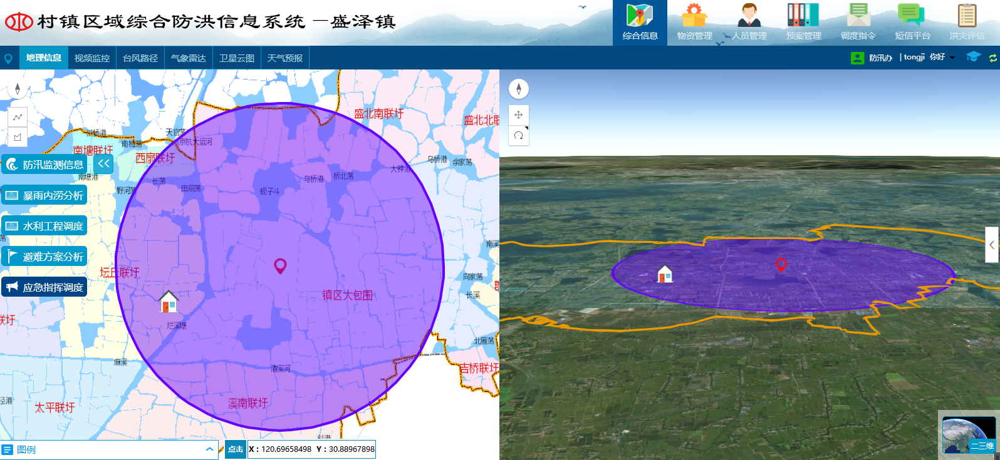 村镇区域综合防洪信息系统 一盛泽镇
综合信息
物资管理
人员管理
预案管理
调度指令
短信平台
洪灾评估
地理信息
视频监控
台风路径
气象雷达
卫星云图
天气预报
防汛办 | tongji 你好
盛北南联圩
盛北北联
天官荡
京杭大运河
南梅荡
南塘联圩
西扇联圩
乌桥港
余家荡
大钟港
防汛监测信息
<<
南塘港
长荡
田前荡
野河荡
蚬子斗
乌桥港
桥北荡
暴雨内涝分析
水利工程调度
荡
南溪
避难方案分析
坛丘联圩
应急指挥调度
向家荡
长溪
镇区大包围
联圩
烂溪塘
北雁荡
麻溪
清溪河
吉桥联圩
溪南联圩
太平联圩
图例
点击
X：120.69658498 Y：30.88967898
二三维